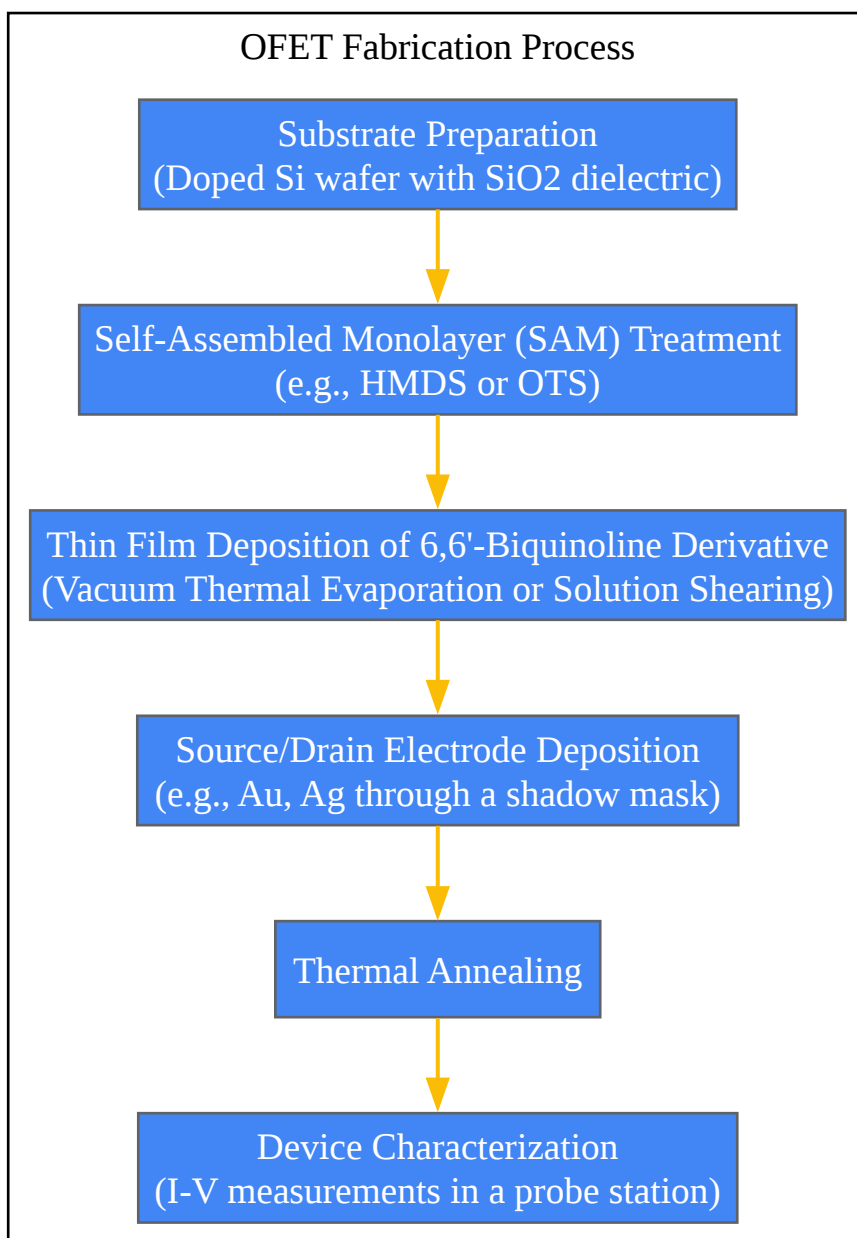 OFET Fabrication Process
Substrate Preparation
(Doped Si wafer with SiO2 dielectric)
Self-Assembled Monolayer (SAM) Treatment
(e.g., HMDS or OTS)
Thin Film Deposition of 6,6'-Biquinoline Derivative
(Vacuum Thermal Evaporation or Solution Shearing)
Source/Drain Electrode Deposition
(e.g., Au, Ag through a shadow mask)
Thermal Annealing
Device Characterization
(I-V measurements in a probe station)